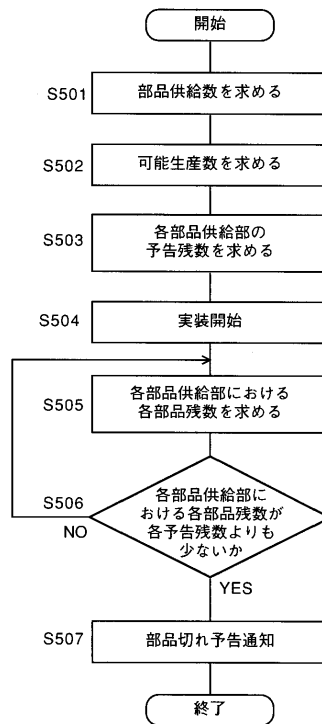 開始
S501
部品供給数を求める
S502
可能生産数を求める
S503
各部品供給部の
予告残数を求める
S504
実装開始
S505
各部品供給部における
各部品残数を求める
S506
各部品供給部に
おける各部品残数が
各予告残数よりも
少ないか
NO
YES
S507
部品切れ予告通知
終了